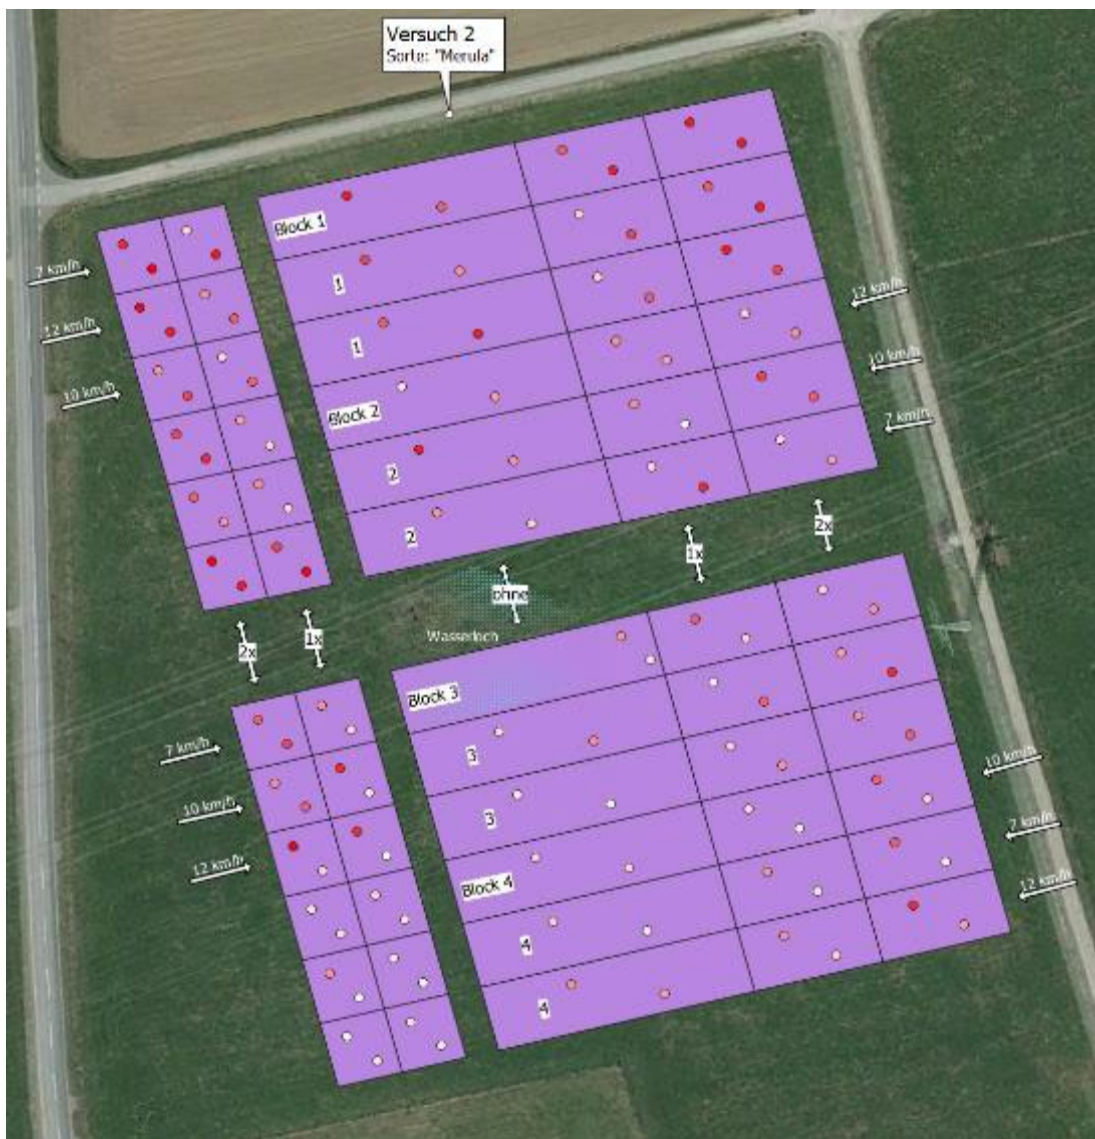 Versuch 2
Sorte: "Merula"
Block 1
7 km/h
1
12 km/h
12 km/h
1
10 km/h
10 km/h
Block 2
7 km/h
2
2
1x
2x
ohne
2x
1x
Wasserloch
Block 3
7 km/h
3
10 km/h
10 km/h
3
12 km/h
7 km/h
Block 4
12 km/h
4
4